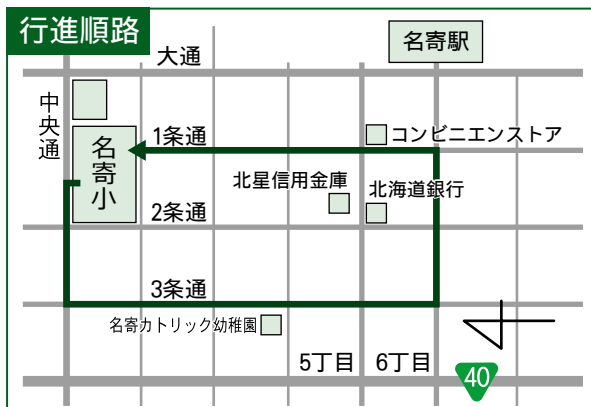 行進順路
大通
名寄駅
中央通
1条通
コンビニエンストア
名寄小
北星信用金庫
北海道銀行
2条通
3条通
名寄カトリック幼稚園
5丁目
6丁目
40